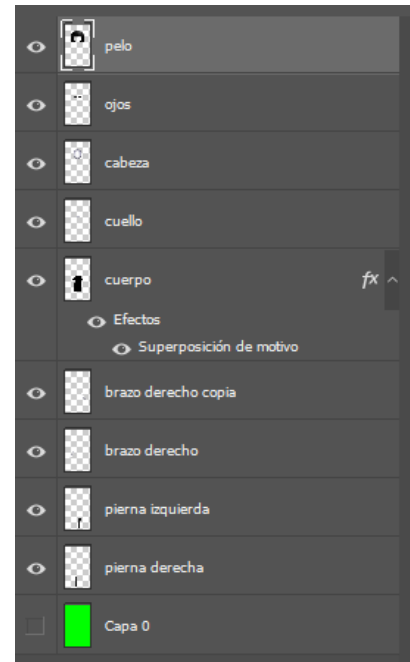 pelo
ojos
cabeza
cuello
cuerpo fx
Efectos
Superposición de motivo
brazo derecho copia
brazo derecho
pierna izquierda
pierna derecha
Capa 0